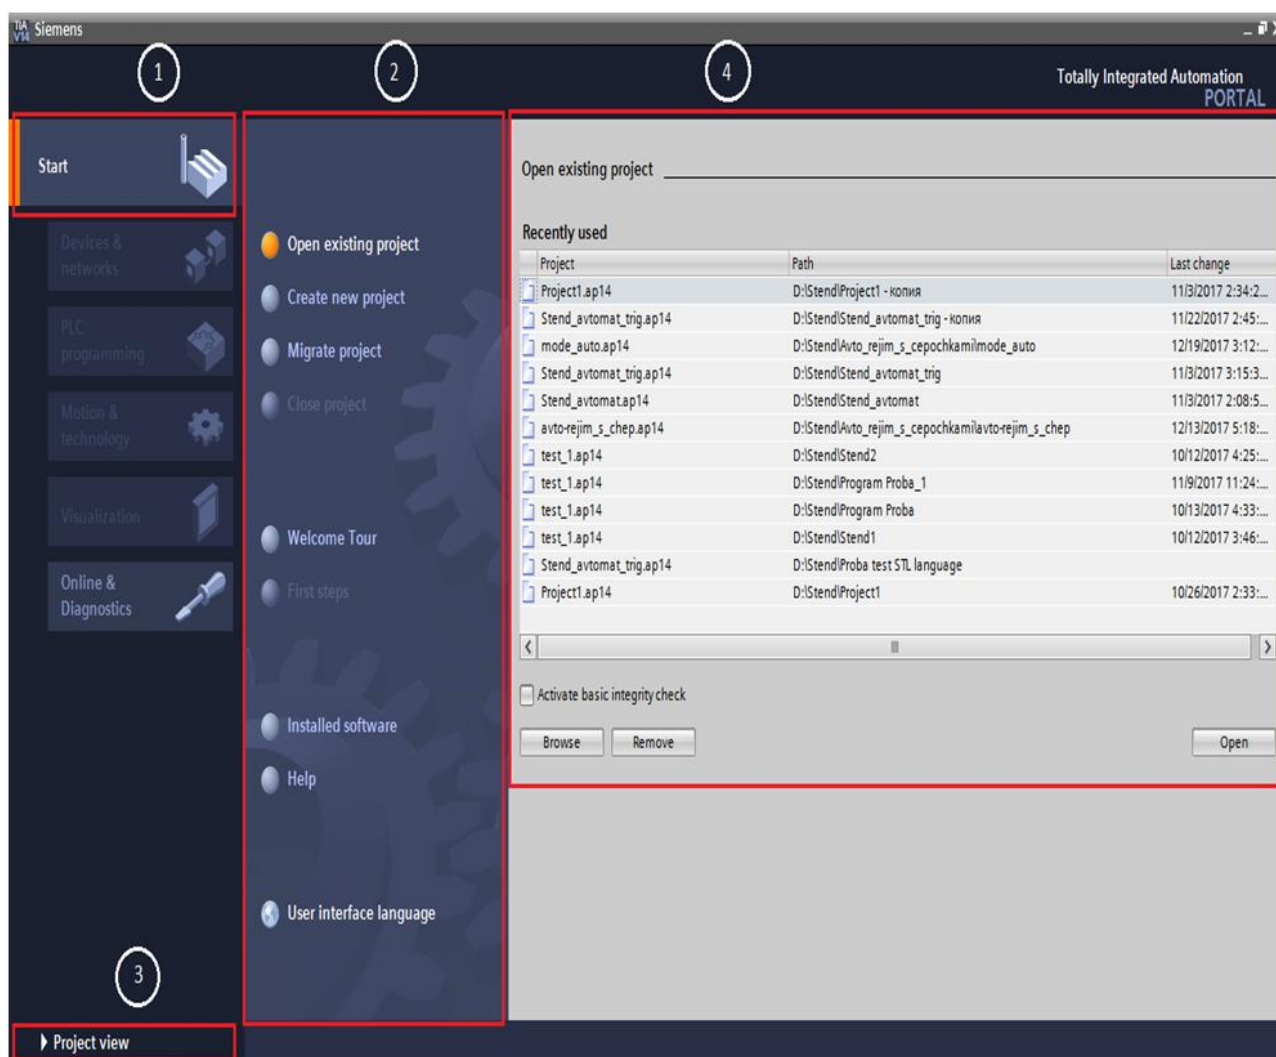 TIA
V14 Siemens
1
2
4
Totally Integrated Automation
PORTAL
Start
Devices &
networks
PLC
programming
Motion &
technology
Visualization
Online &
Diagnostics
3
Project view
Open existing project
Create new project
Migrate project
Close project
Welcome Tour
First steps
Installed software
Help
User interface language
Open existing project
Recently used
Project Path Last change
Project1.ap14 D:\Stend\Project1 - копия 11/3/2017 2:34:2...
Stend_avtomat_trig.ap14 D:\Stend\Stend_avtomat_trig - копия 11/22/2017 2:45:...
mode_auto.ap14 D:\Stend\Avto_rejim_s_cepochkami\mode_auto 12/19/2017 3:12:...
Stend_avtomat_trig.ap14 D:\Stend\Stend_avtomat_trig 11/3/2017 3:15:3...
Stend_avtomat.ap14 D:\Stend\Stend_avtomat 11/3/2017 2:08:5...
avto-rejim_s_chep.ap14 D:\Stend\Avto_rejim_s_cepochkami\avto-rejim_s_chep 12/13/2017 5:18:...
test_1.ap14 D:\Stend\Stend2 10/12/2017 4:25:...
test_1.ap14 D:\Stend\Program Proba_1 11/9/2017 11:24:...
test_1.ap14 D:\Stend\Program Proba 10/13/2017 4:33:...
test_1.ap14 D:\Stend\Stend1 10/12/2017 3:46:...
Stend_avtomat_trig.ap14 D:\Stend\Proba test STL language
Project1.ap14 D:\Stend\Project1 10/26/2017 2:33:...
Activate basic integrity check
Browse Remove Open